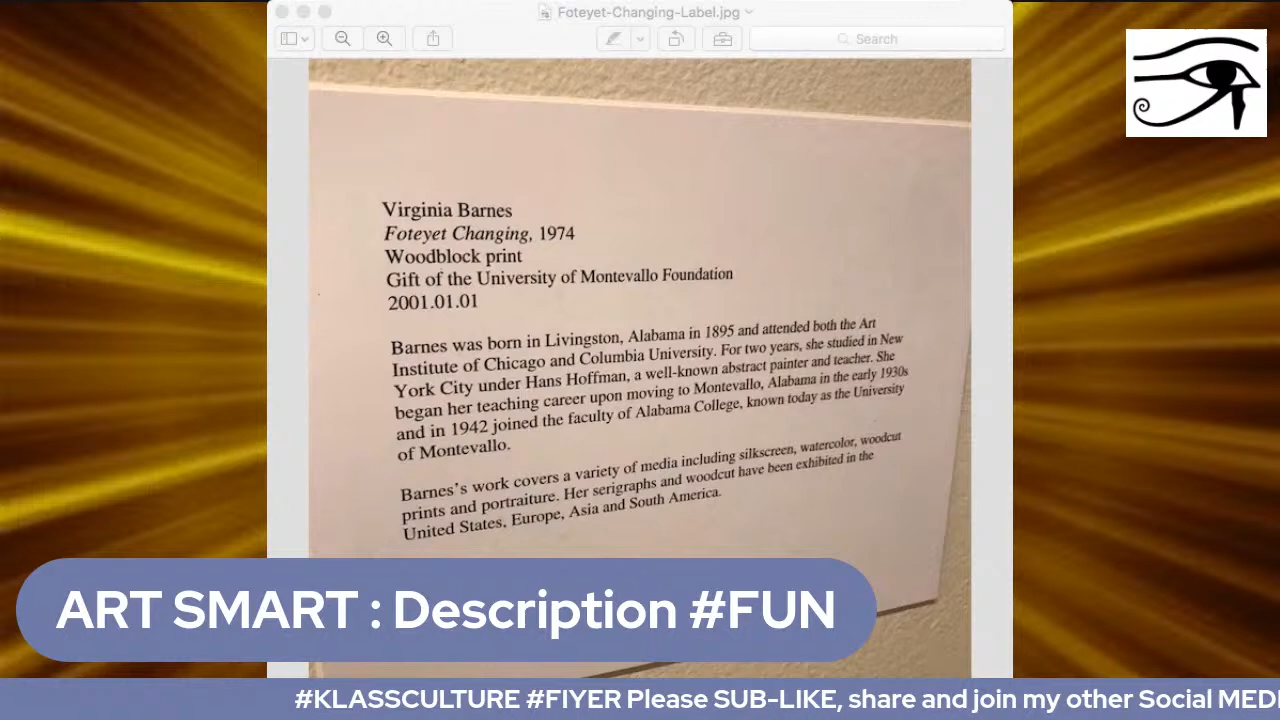 Foteyet-Changing-Label.jpg
Search
Virginia Barnes
Foteyet Changing, 1974
Woodblock print
Gift of the University of Montevallo Foundation
2001.01.01
Barnes was born in Livingston, Alabama in 1895 and attended both the Art
Institute of Chicago and Columbia University. For two years, she studied in New
York City under Hans Hoffman, a well-known abstract painter and teacher. She
began her teaching career upon moving to Montevallo, Alabama in the early 1930s
and in 1942 joined the faculty of Alabama College, known today as the University
of Montevallo.
Barnes's work covers a variety of media including silkscreen, watercolor, woodcut
prints and portraiture. Her serigraphs and woodcut have been exhibited in the
United States, Europe, Asia and South America.
ART SMART : Description #FUN
#KLASSCULTURE #FIYER Please SUB-LIKE, share and join my other Social MEDI